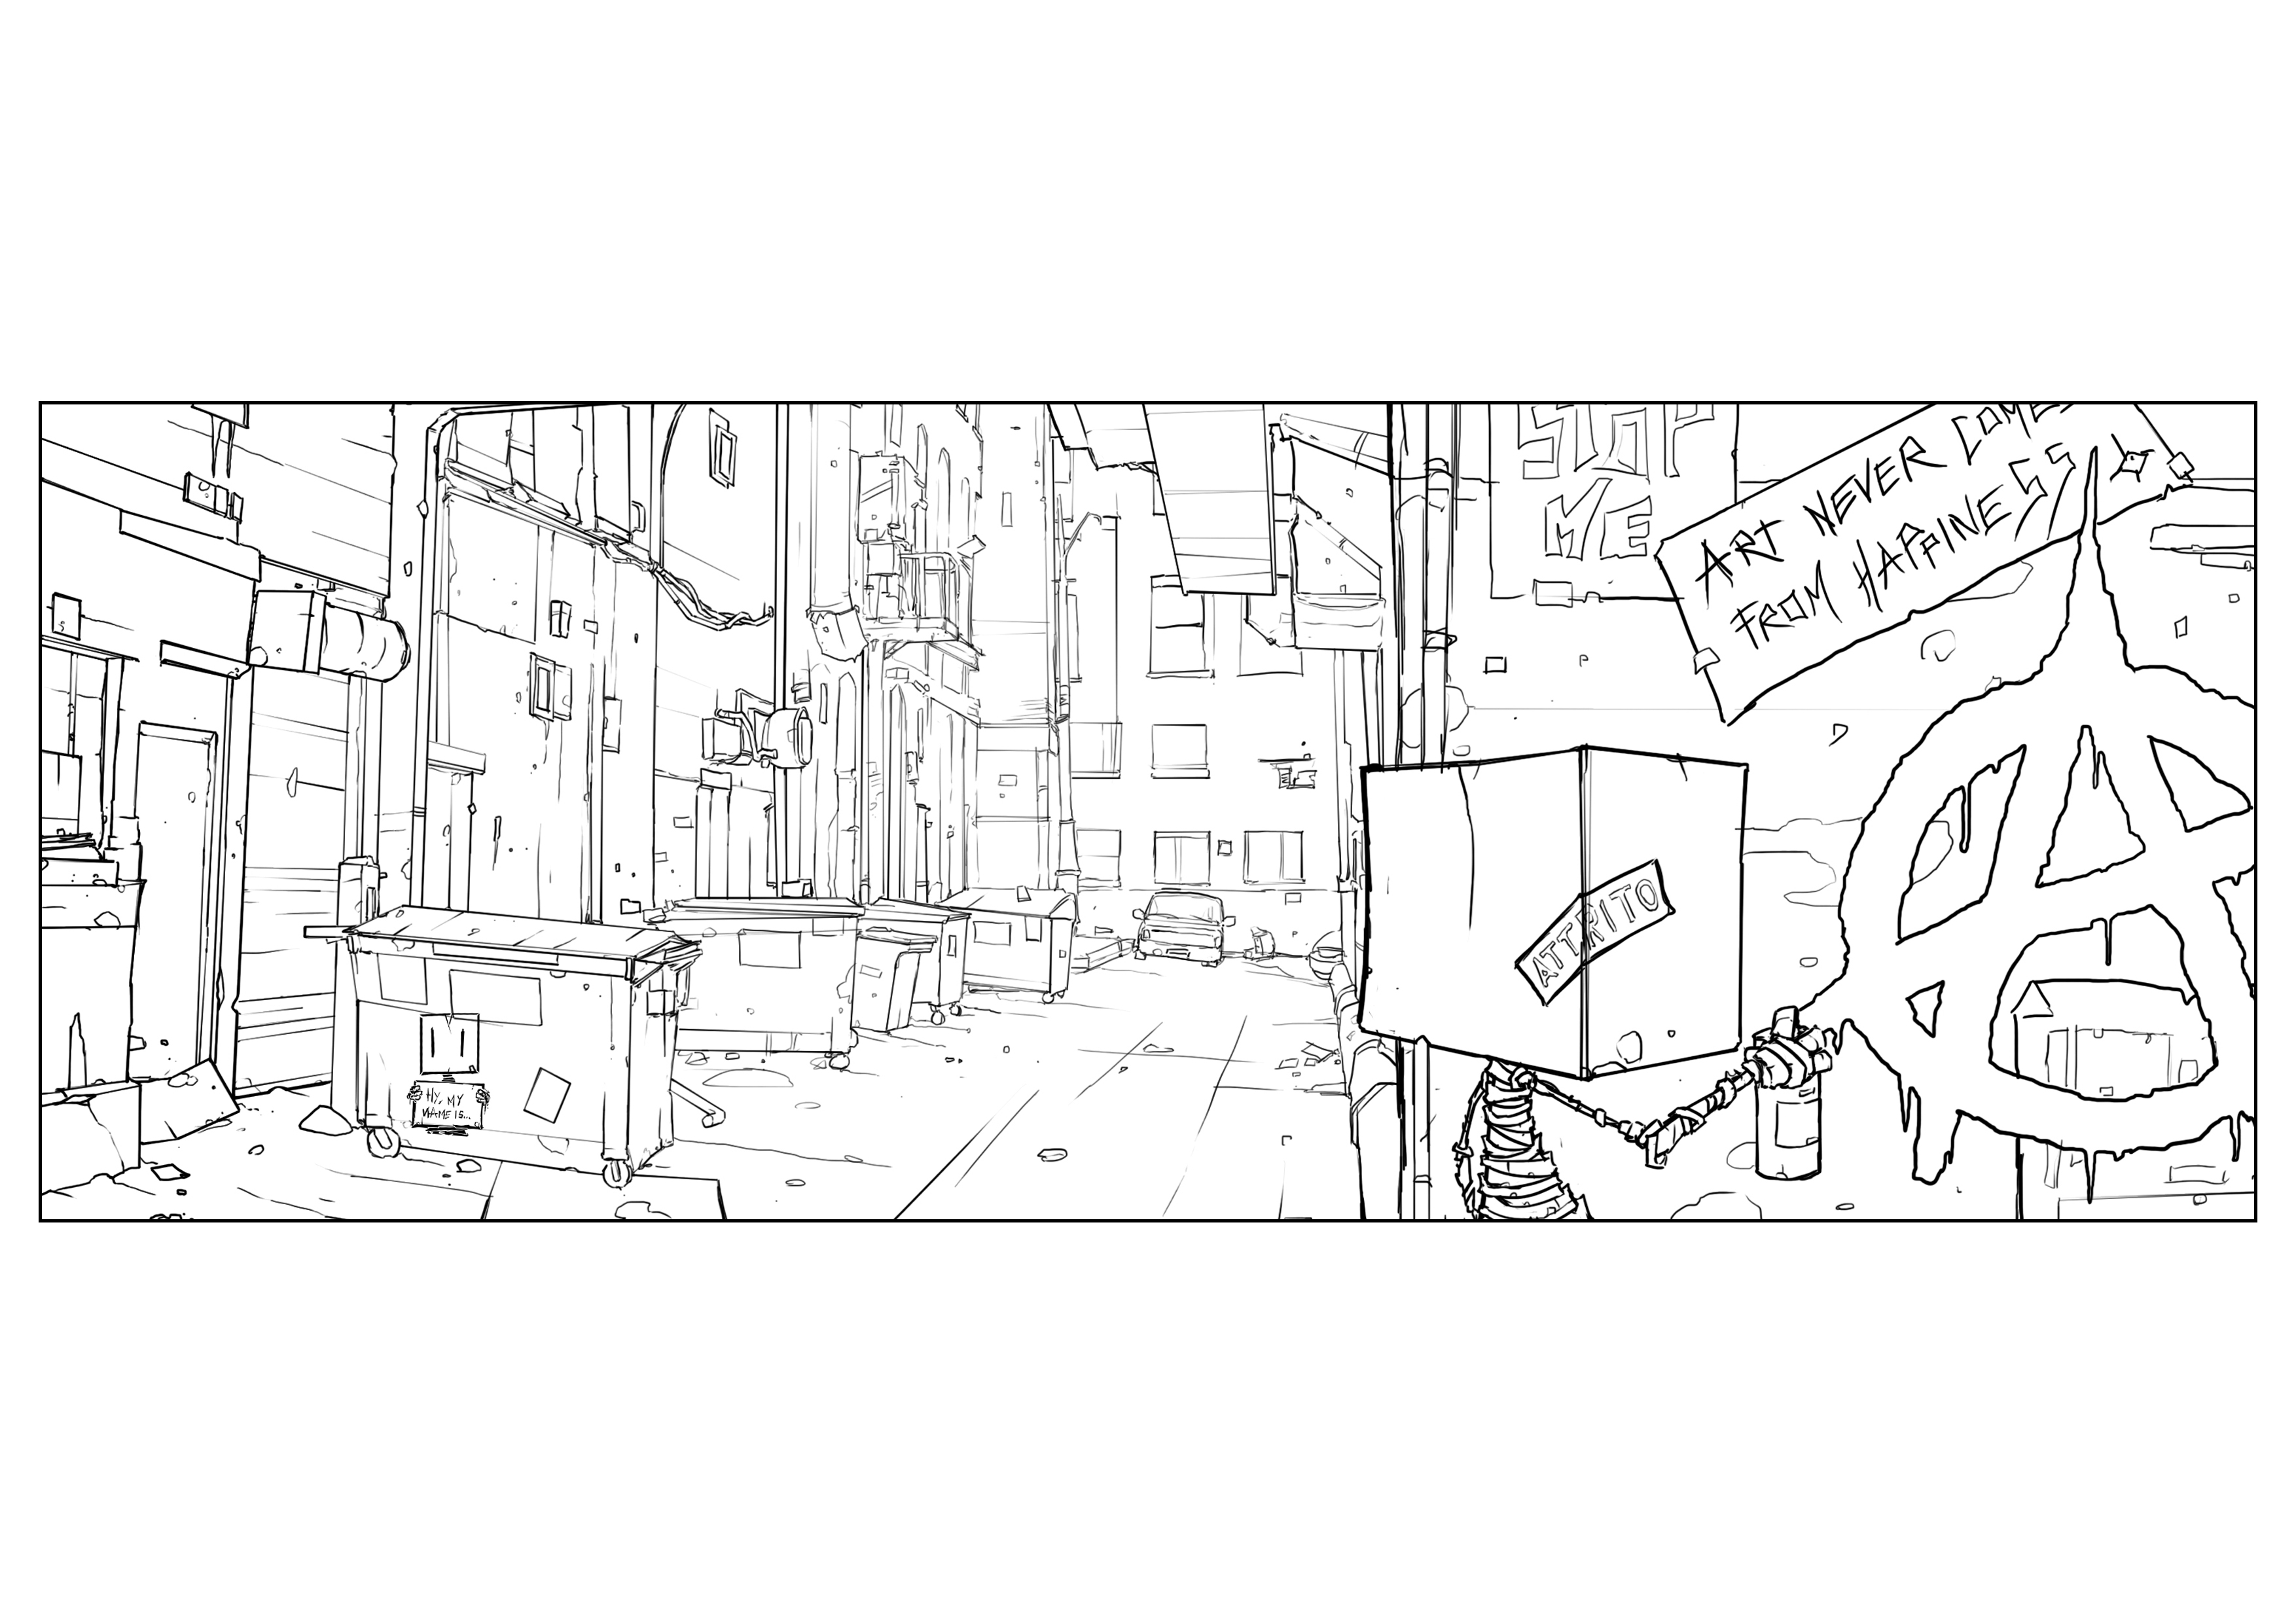 STOP
ME
ART NEVER COMES
FROM HAPPINESS
ATTRITO
HY, MY
NAME IS...